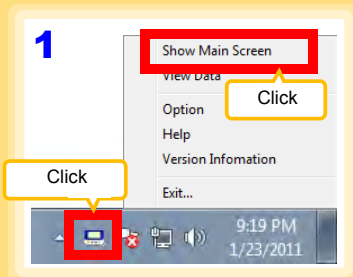 1
Show Main Screen
View Data
Click
Option
Help
Version Infomation
Click
Exit...
9:19 PM
1/23/2011